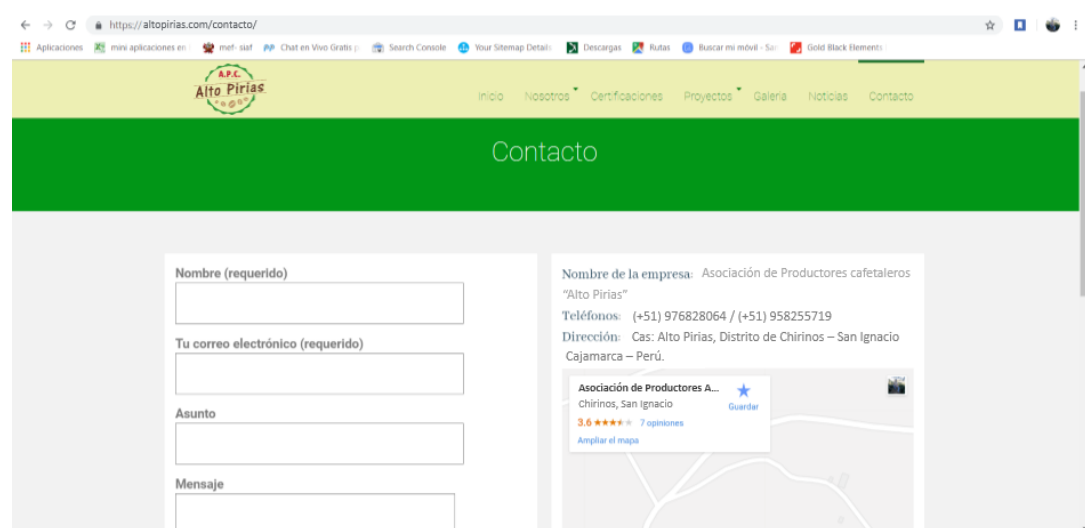 https://altopirias.com/contacto/
Aplicaciones mini aplicaciones en mef- siaf Chat en Vivo Gratis p Search Console Your Sitemap Details Descargas Rutas Buscar mi móvil - Sa Gold Black Elements
A.P.C.
Alto Pirias
Inicio Nosotros Certificaciones Proyectos Galeria Noticias Contacto
Contacto
Nombre (requerido)
Tu correo electrónico (requerido)
Asunto
Mensaje
Nombre de la empresa: Asociación de Productores cafetaleros
“Alto Pirias”
Teléfonos: (+51) 976828064 / (+51) 958255719
Dirección: Cas: Alto Pirias, Distrito de Chirinos – San Ignacio
Cajamarca – Perú.
Asociación de Productores A...
Chirinos, San Ignacio
Guardar
3.6 7 opiniones
Ampliar el mapa